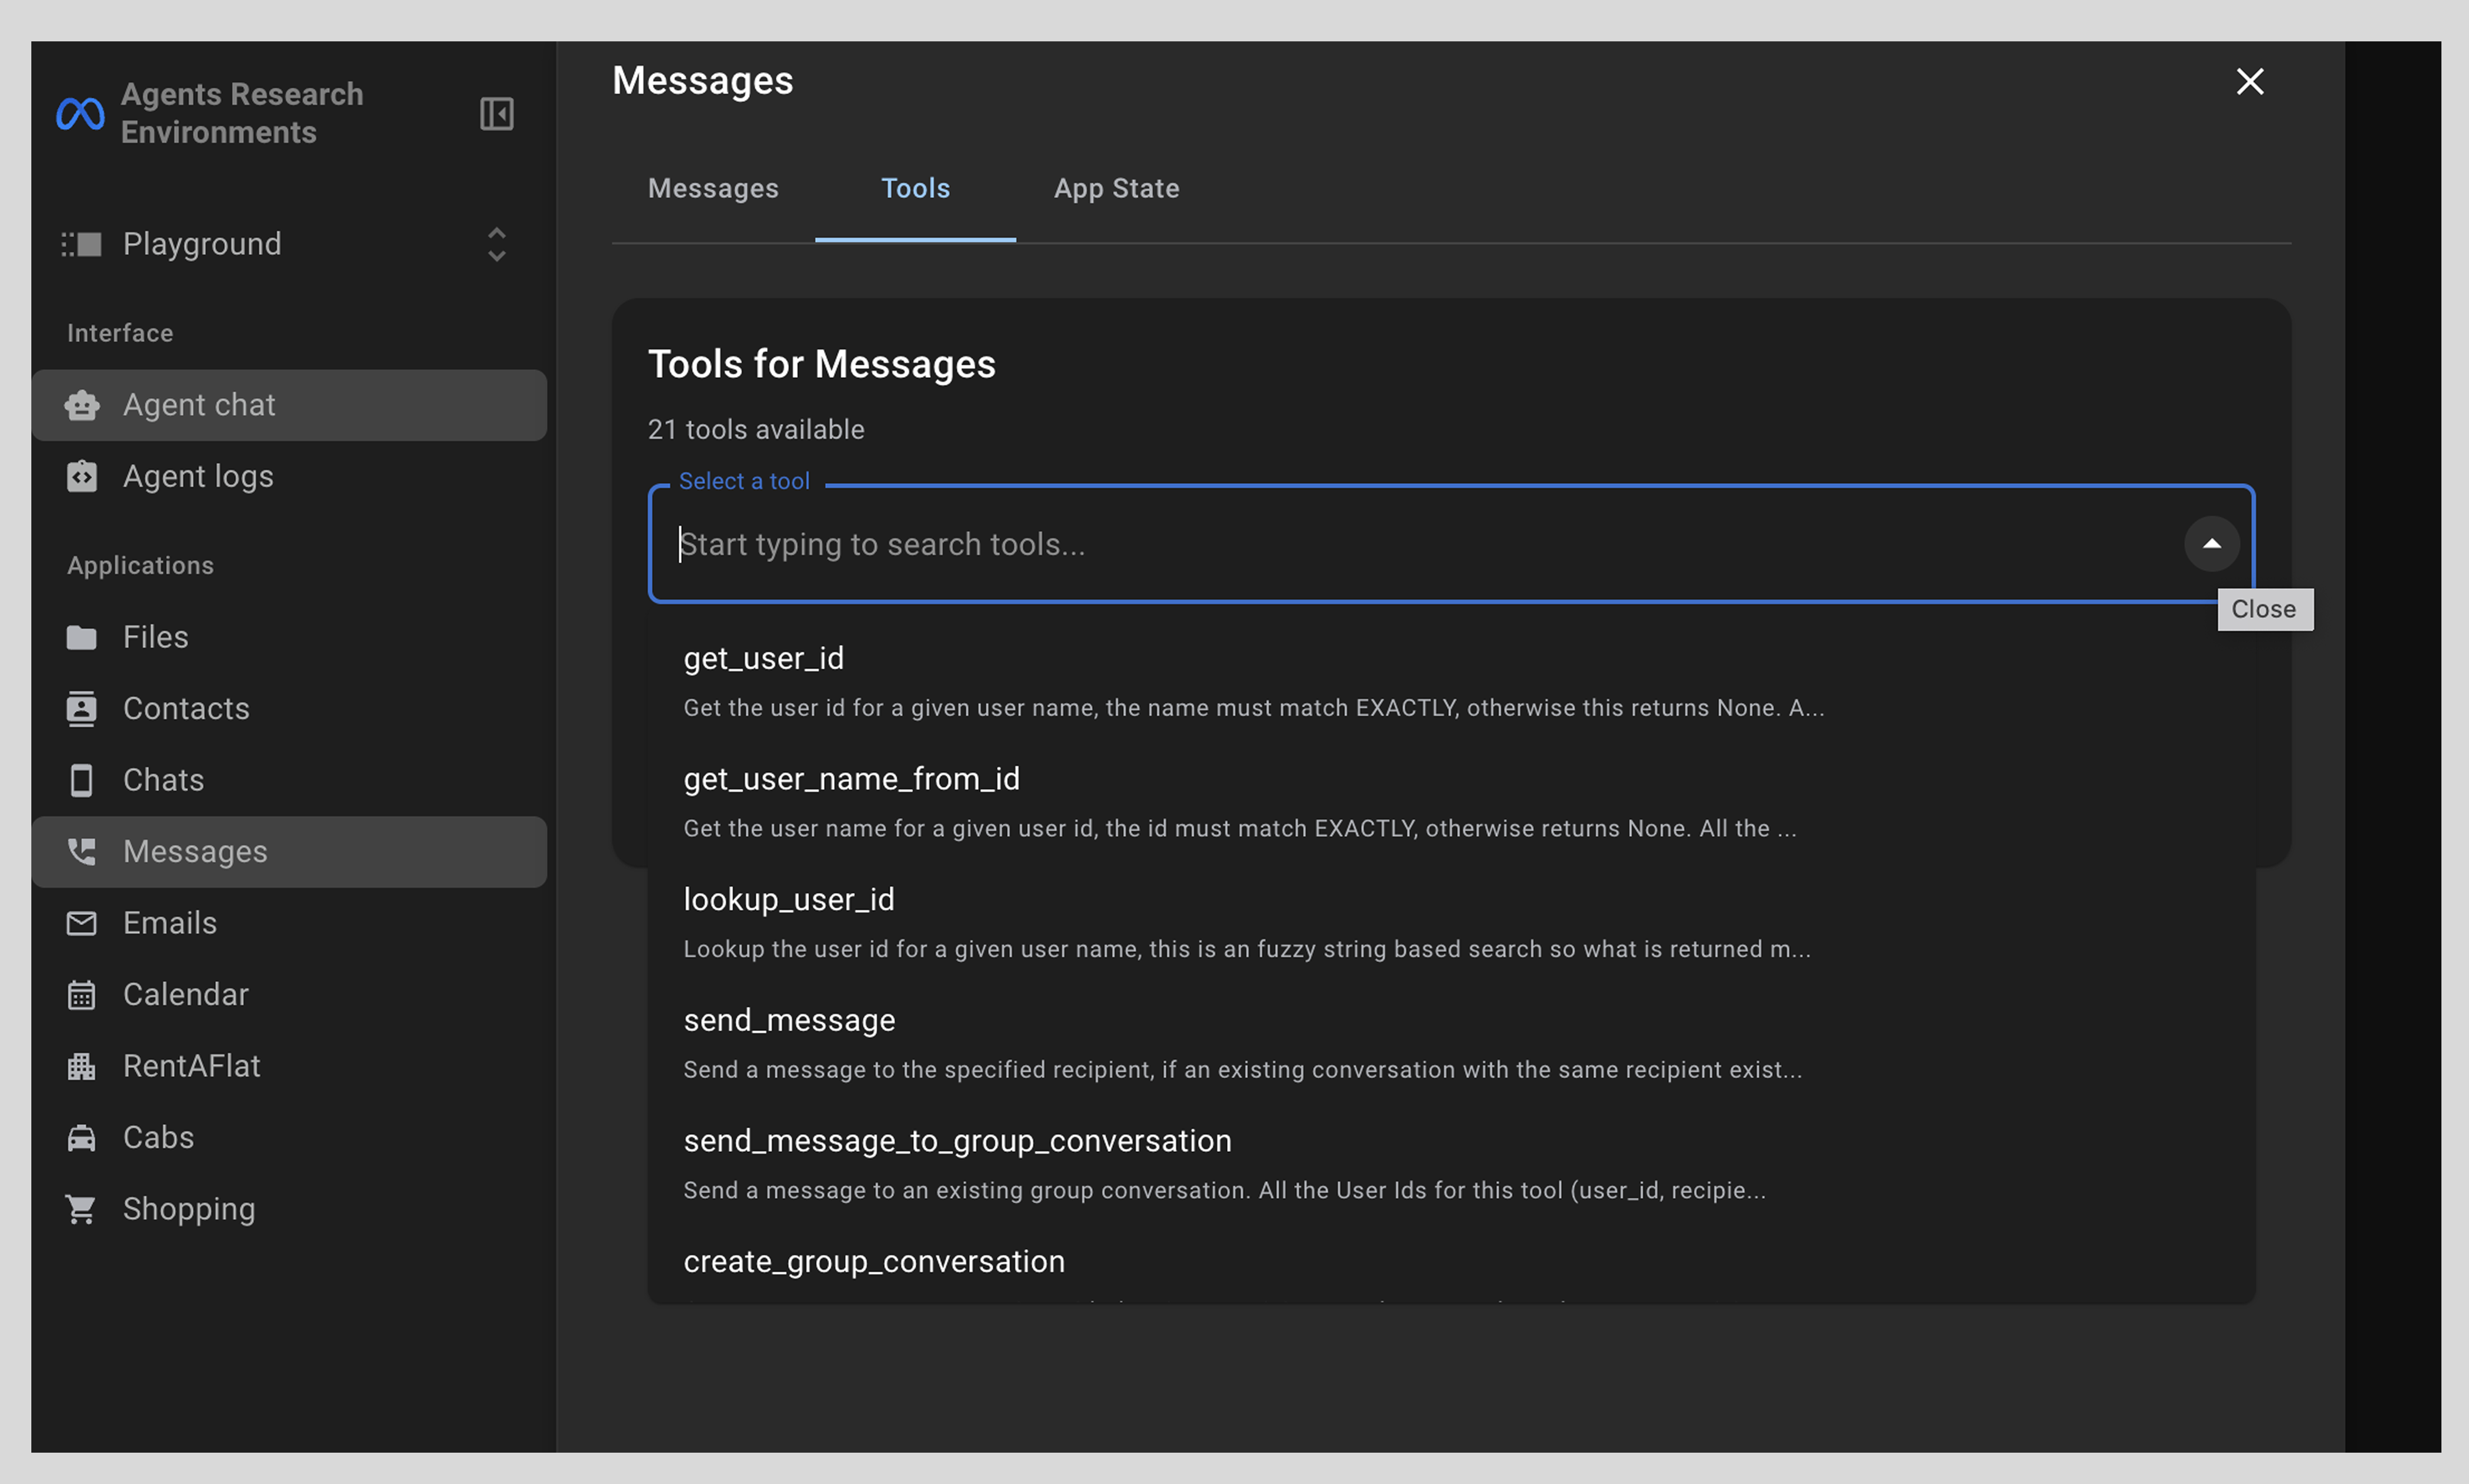 Agents Research
Environments
Playground
Interface
Agent chat
Agent logs
Applications
Files
Contacts
Chats
Messages
Emails
Calendar
RentAFlat
Cabs
Shopping
Messages
Messages
Tools
App State
Tools for Messages
21 tools available
Select a tool
Start typing to search tools...
Close
get_user_id
Get the user id for a given user name, the name must match EXACTLY, otherwise this returns None. A...
get_user_name_from_id
Get the user name for a given user id, the id must match EXACTLY, otherwise returns None. All the ...
lookup_user_id
Lookup the user id for a given user name, this is an fuzzy string based search so what is returned m...
send_message
Send a message to the specified recipient, if an existing conversation with the same recipient exist...
send_message_to_group_conversation
Send a message to an existing group conversation. All the User Ids for this tool (user_id, recipie...
create_group_conversation